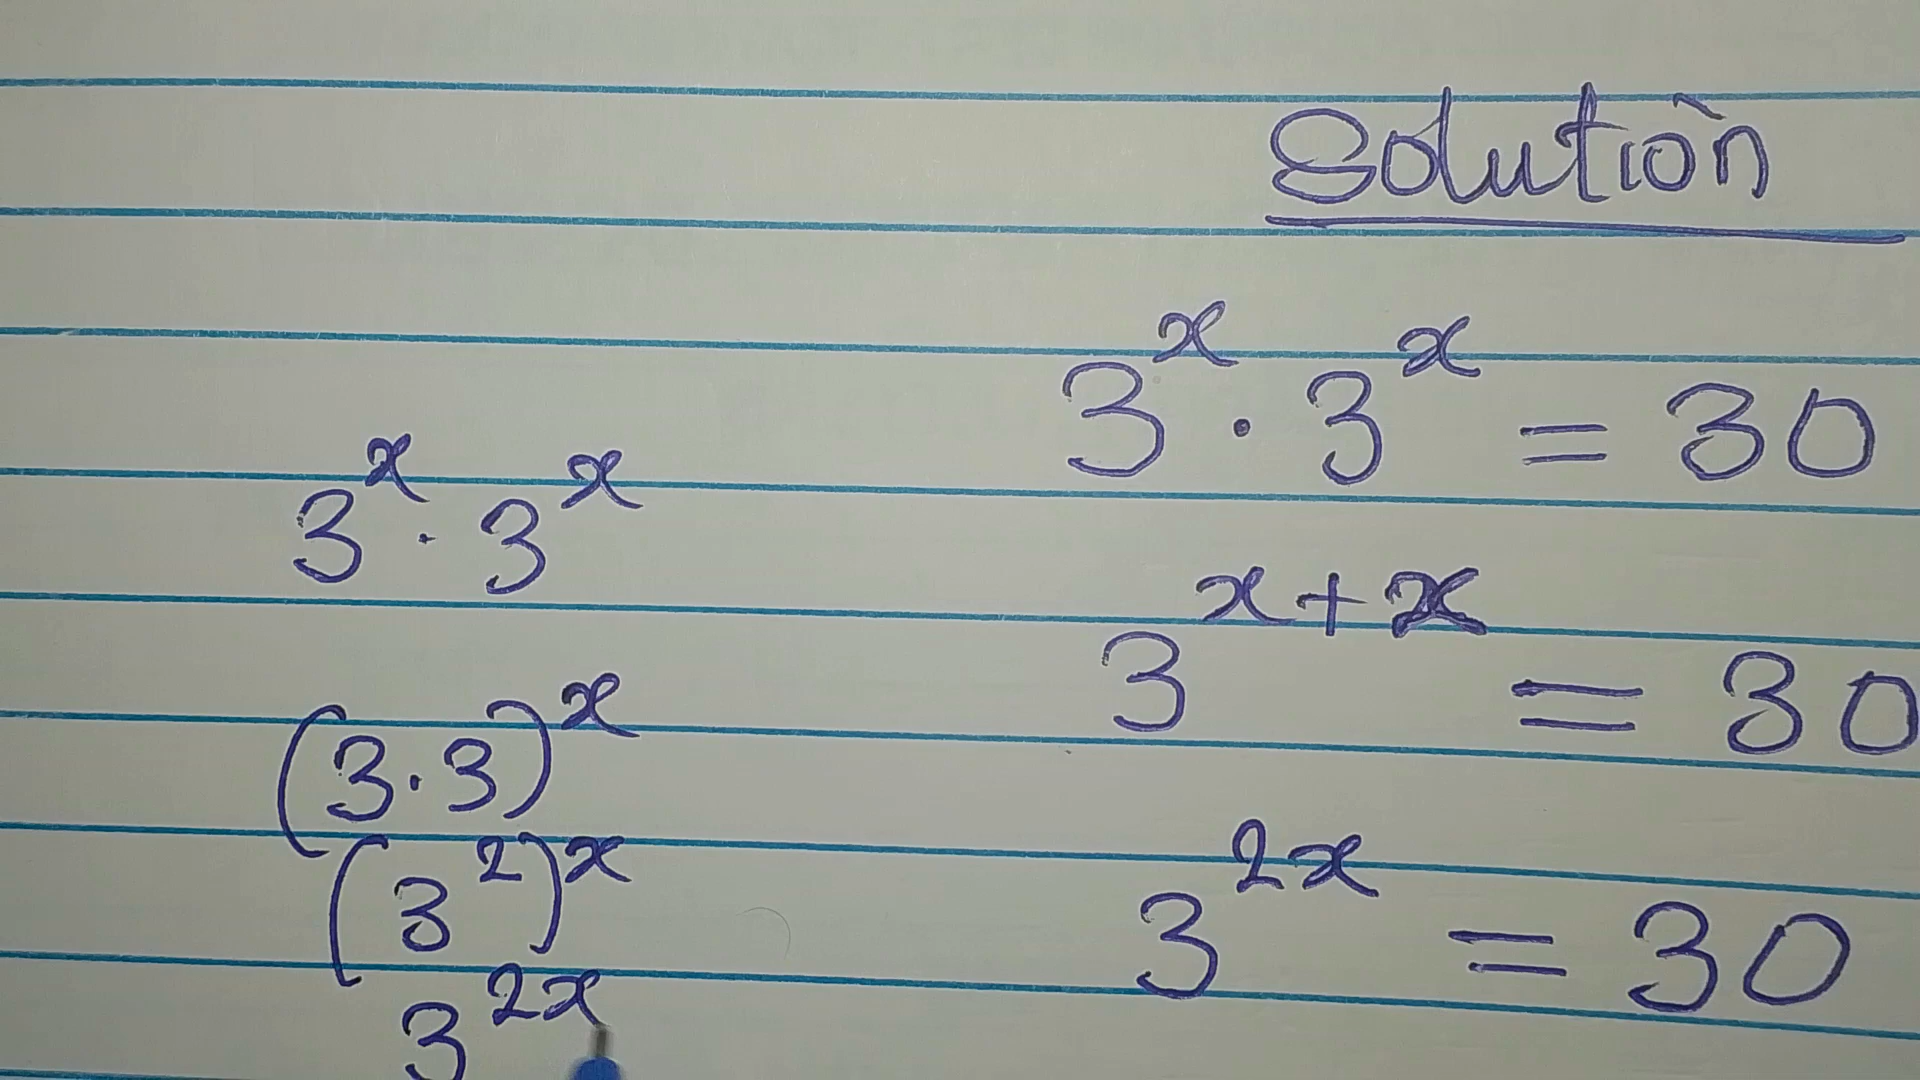 Solution
3^x · 3^x = 30
3^{x+x} = 30
3^{2x} = 30
3^x · 3^x
(3·3)^x
(3^2)^x
3^{2x}